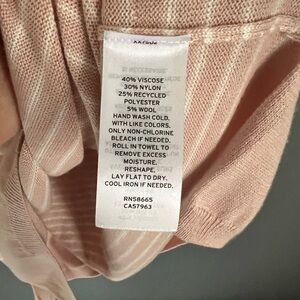 40% VISCOSE
30% NYLON
25% RECYCLED
POLYESTER
5% WOOL
HAND WASH COLD.
WITH LIKE COLORS.
ONLY NON-CHLORINE
BLEACH IF NEEDED.
ROLL IN TOWEL TO
REMOVE EXCESS
MOISTURE.
RESHAPE,
LAY FLAT TO DRY.
COOL IRON IF NEEDED.
RN58665
CA57963